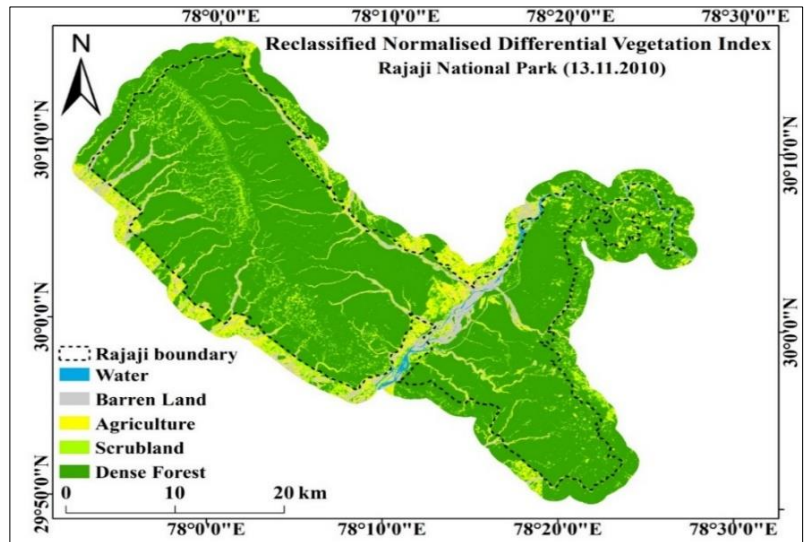 78°0'0"E 78°10'0"E 78°20'0"E 78°30'0"E
N
Reclassified Normalised Differential Vegetation Index
Rajaji National Park (13.11.2010)
30°10'0"N
30°10'0"N
30°0'0"N
30°0'0"N
Rajaji boundary
Water
Barren Land
Agriculture
Scrubland
Dense Forest
0 10 20 km
29°50'0"N
78°0'0"E 78°10'0"E 78°20'0"E 78°30'0"E